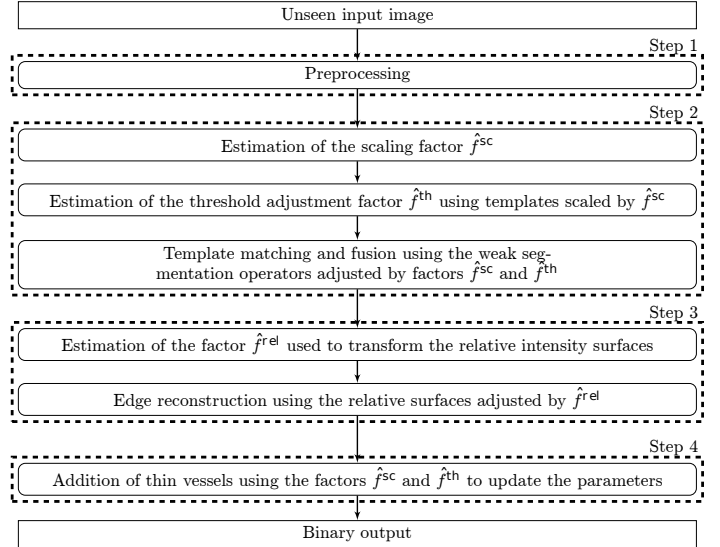 Unseen input image
Step 1
Preprocessing
Step 2
Estimation of the scaling factor f̂^sc
Estimation of the threshold adjustment factor f̂^th using templates scaled by f̂^sc
Template matching and fusion using the weak seg-
mentation operators adjusted by factors f̂^sc and f̂^th
Step 3
Estimation of the factor f̂^rel used to transform the relative intensity surfaces
Edge reconstruction using the relative surfaces adjusted by f̂^rel
Step 4
Addition of thin vessels using the factors f̂^sc and f̂^th to update the parameters
Binary output